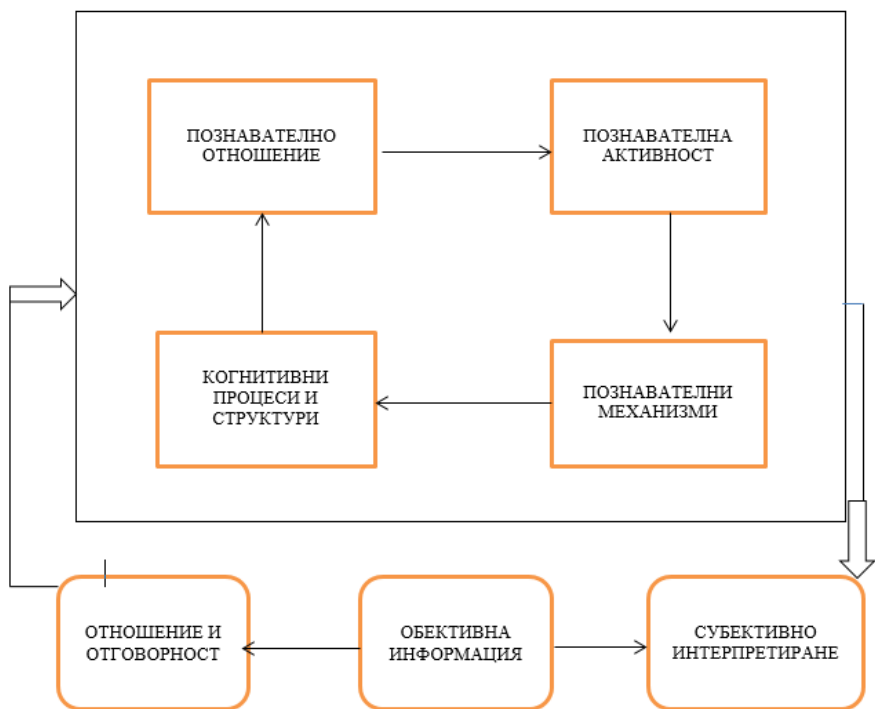 ПОЗНАВАТЕЛНО
ОТНОШЕНИЕ
ПОЗНАВАТЕЛНА
АКТИВНОСТ
КОГНИТИВНИ
ПРОЦЕСИ И
СТРУКТУРИ
ПОЗНАВАТЕЛНИ
МЕХАНИЗМИ
ОТНОШЕНИЕ И
ОТГОВОРНОСТ
ОБЕКТИВНА
ИНФОРМАЦИЯ
СУБЕКТИВНО
ИНТЕРПРЕТИРАНЕ